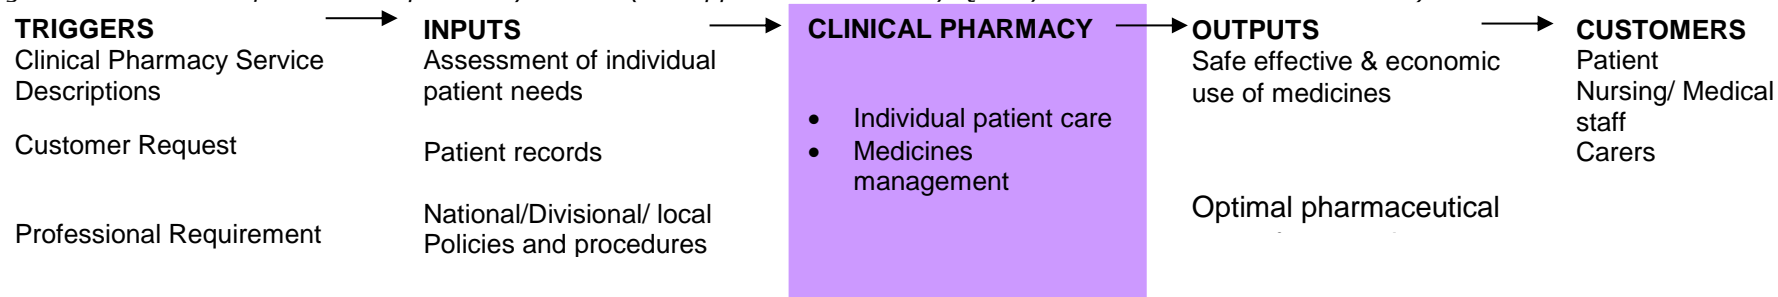 TRIGGERS
Clinical Pharmacy Service
Descriptions
Customer Request
Professional Requirement
INPUTS
Assessment of individual
patient needs
Patient records
National/Divisional/ local
Policies and procedures
CLINICAL PHARMACY
• Individual patient care
• Medicines
management
OUTPUTS
Safe effective & economic
use of medicines
Optimal pharmaceutical
CUSTOMERS
Patient
Nursing/ Medical
staff
Carers